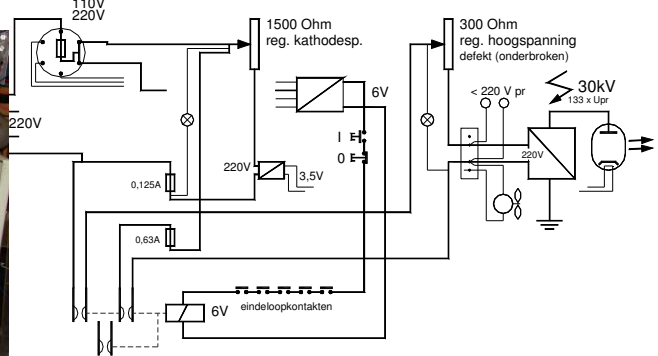 110V
220V
1500 Ohm
reg. kathodesp.
300 Ohm
reg. hoogspanning
defekt (onderbroken)
< 220 V pr
30kV
133 x Upr
6V
220V
I
0
220V
3,5V
220V
0,125A
0,63A
6V
eindeloopkontakten